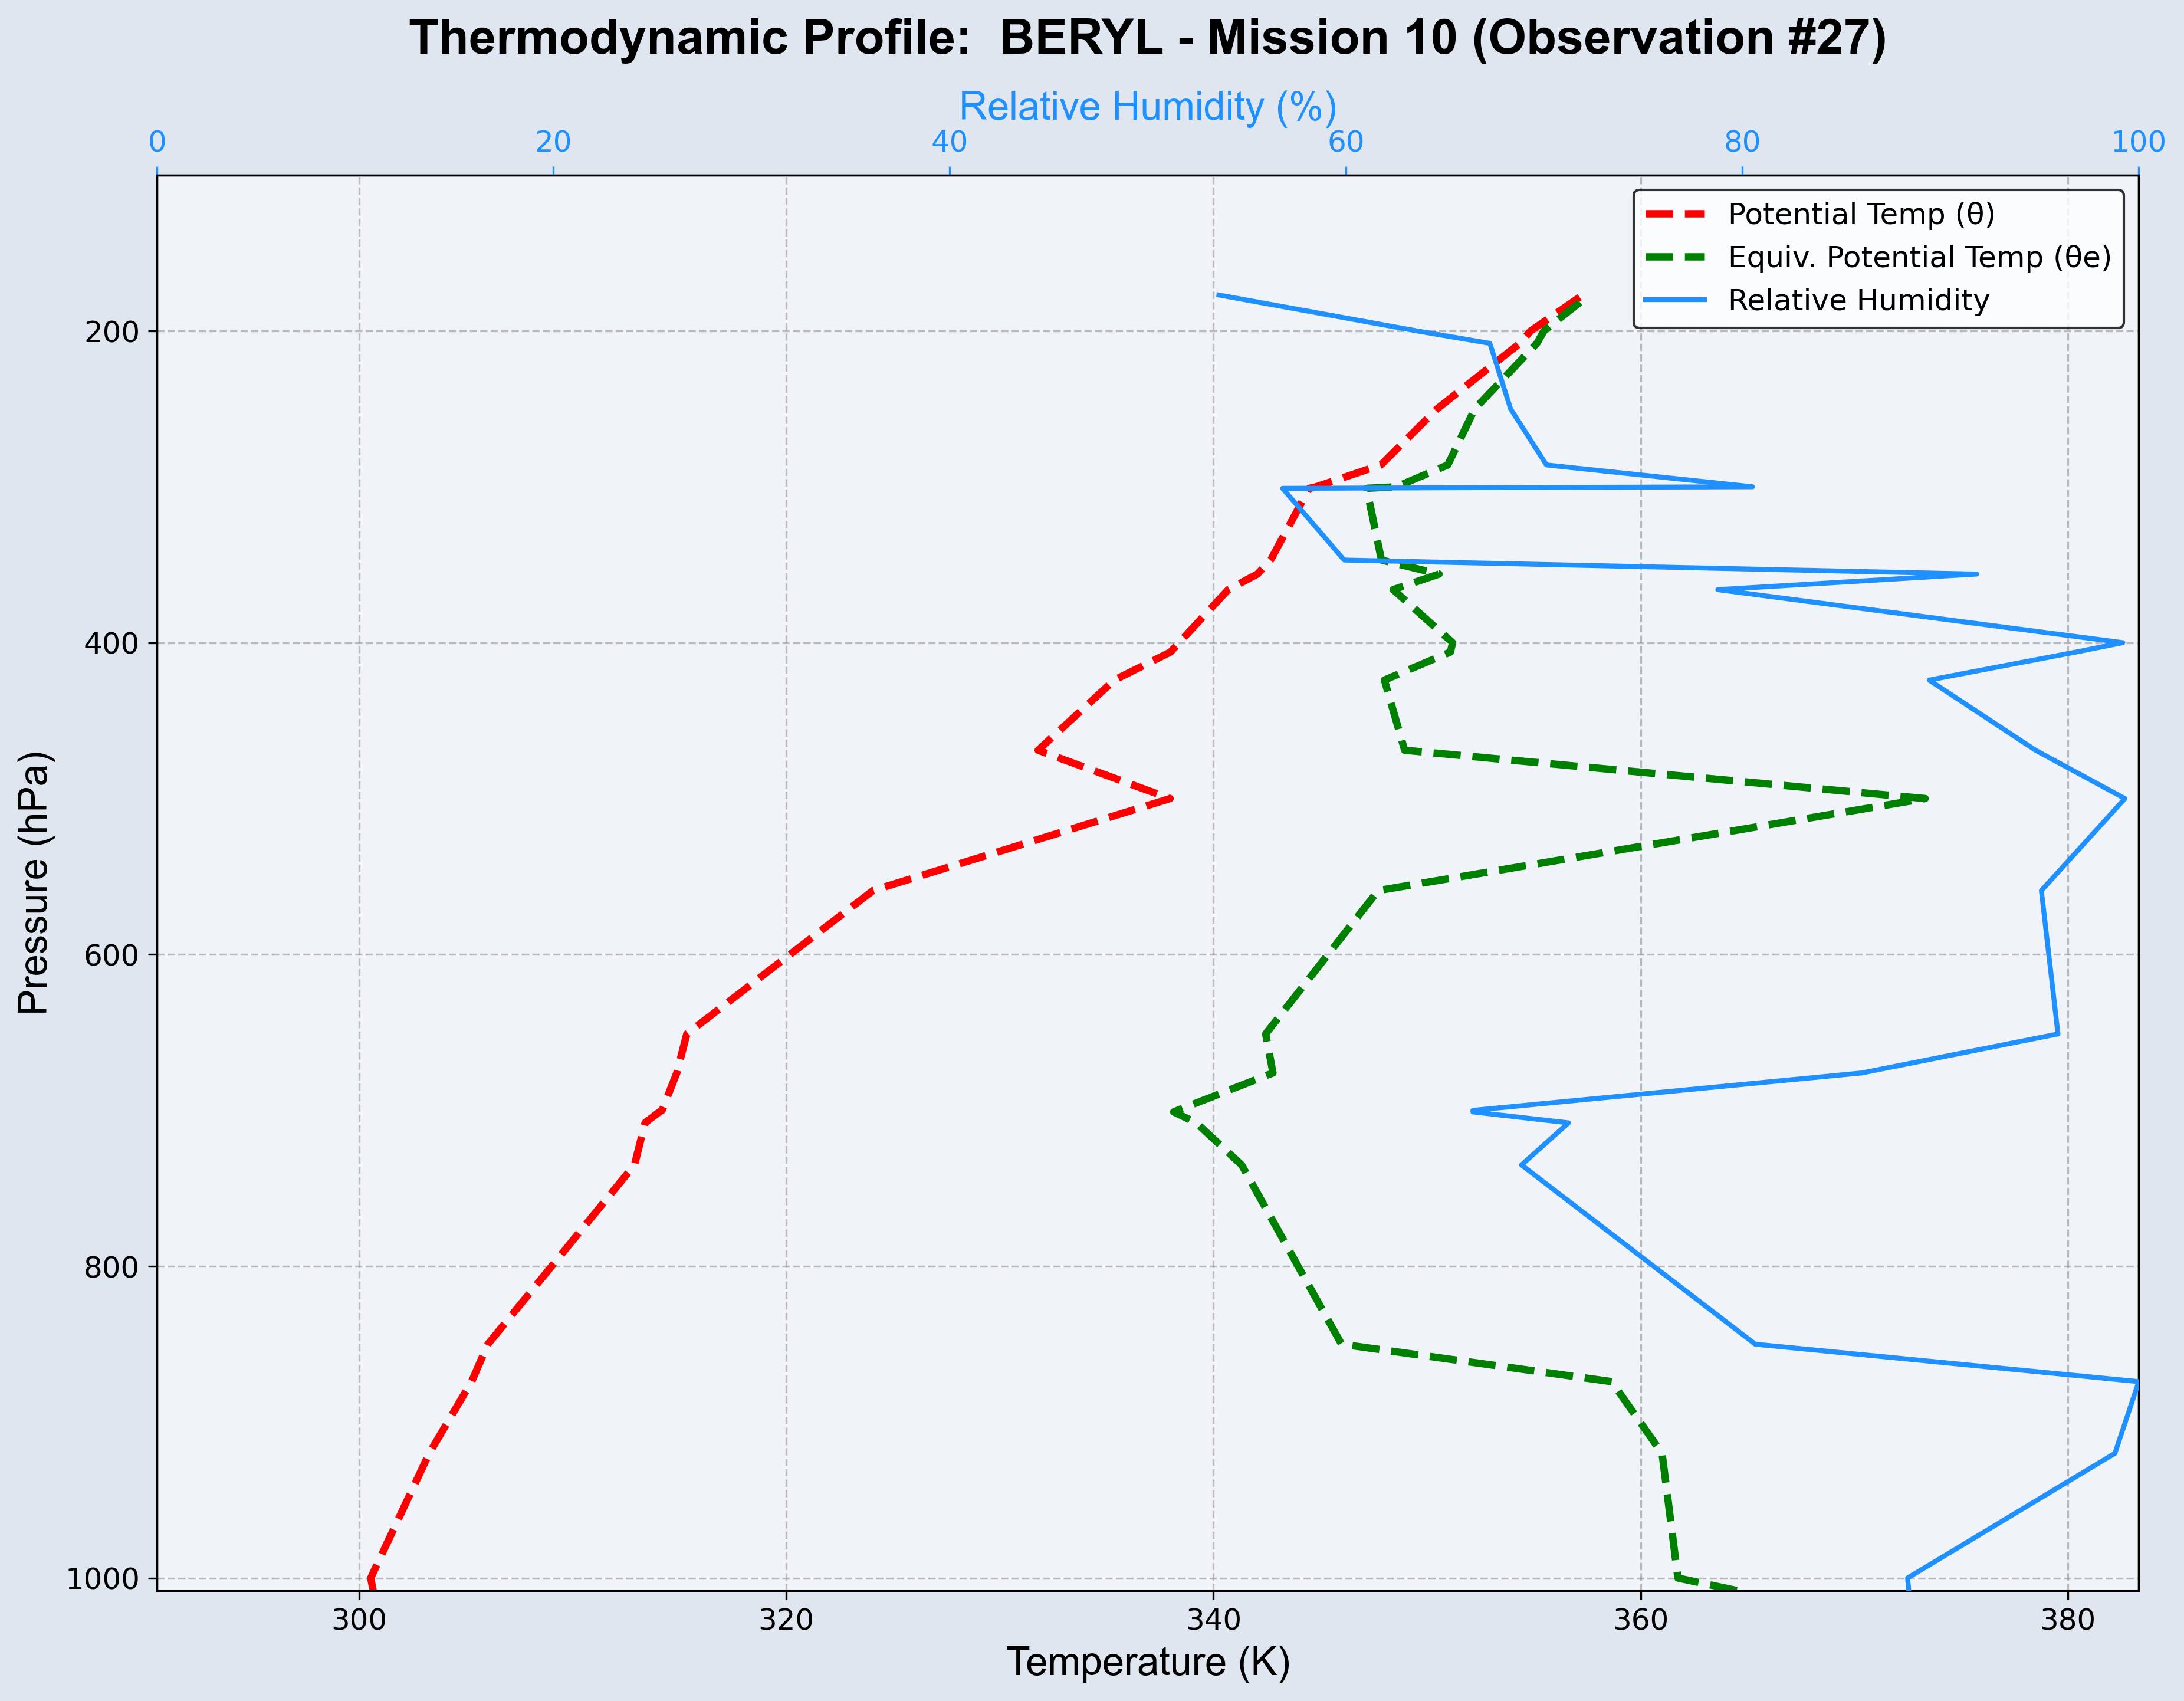 Thermodynamic Profile:  BERYL - Mission 10 (Observation #27)
Relative Humidity (%)
0 20 40 60 80 100
Potential Temp (θ)
Equiv. Potential Temp (θe)
Relative Humidity
Pressure (hPa)
200
400
600
800
1000
300 320 340 360 380
Temperature (K)